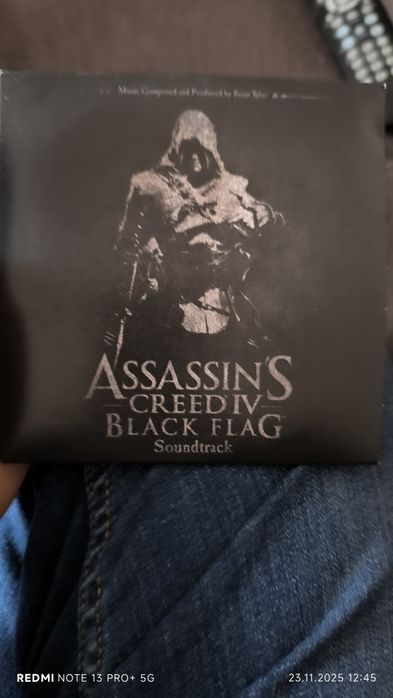 Music Composed and Produced by Brian Tyler
ASSASSIN'S
CREED IV
BLACK FLAG
Soundtrack
REDMI NOTE 13 PRO+ 5G
23.11.2025 12:45